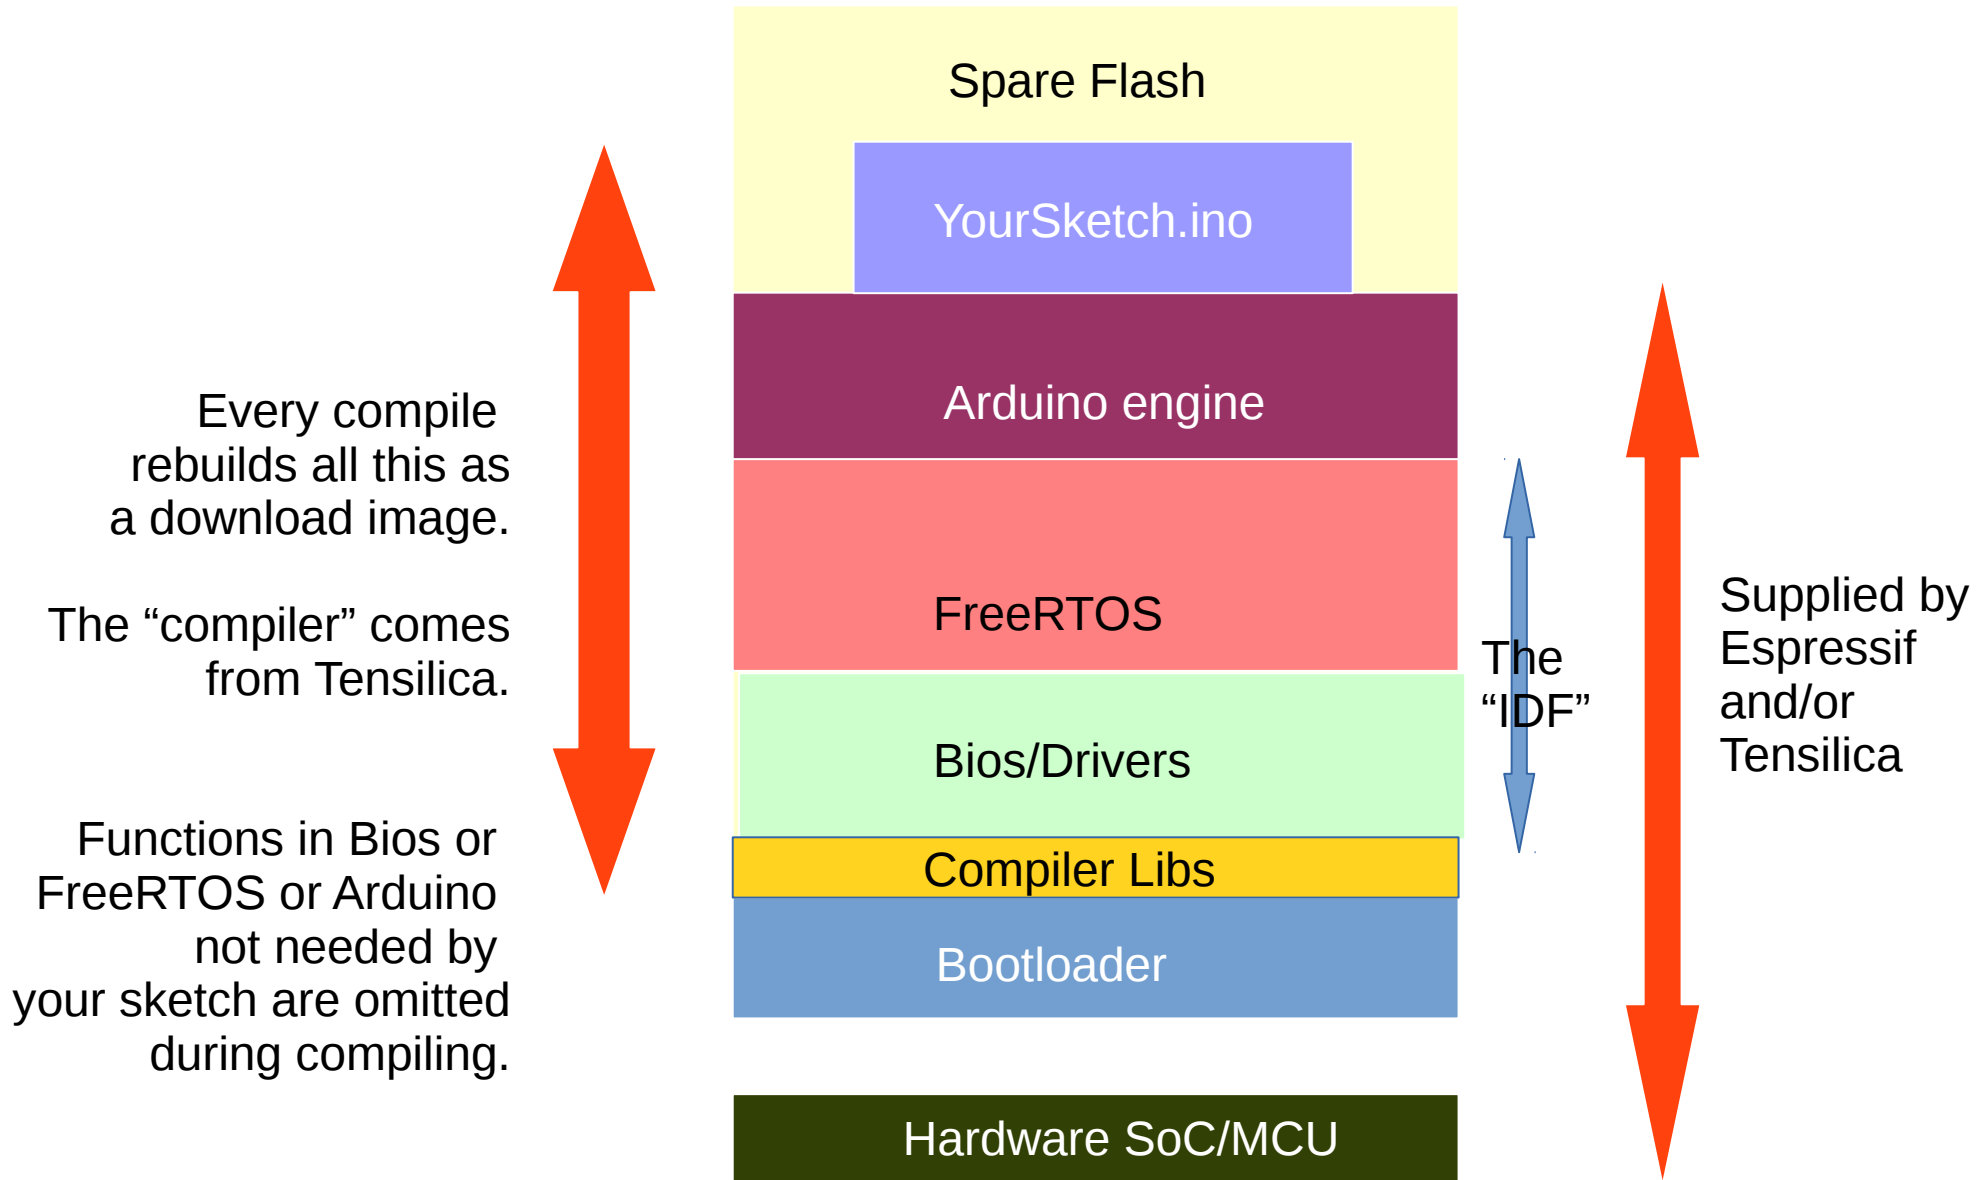 Spare Flash
YourSketch.ino
Arduino engine
FreeRTOS
Bios/Drivers
Compiler Libs
Bootloader
Hardware SoC/MCU
Every compile
rebuilds all this as
a download image.
The “compiler” comes
from Tensilica.
Functions in Bios or
FreeRTOS or Arduino
not needed by
your sketch are omitted
during compiling.
The
“IDF”
Supplied by
Espressif
and/or
Tensilica